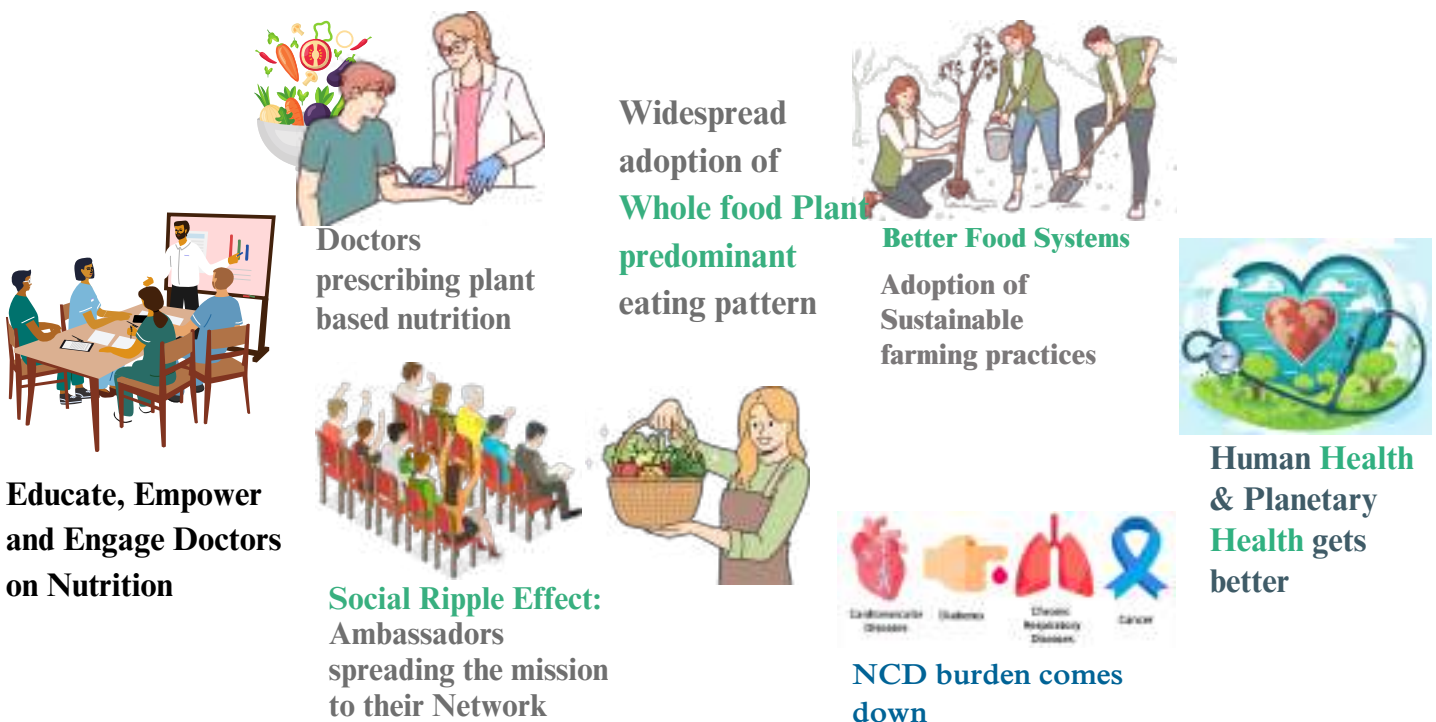 Educate, Empower
and Engage Doctors
on Nutrition
Doctors
prescribing plant
based nutrition
Social Ripple Effect:
Ambassadors
spreading the mission
to their Network
Widespread
adoption of
Whole food Plant
predominant
eating pattern
Better Food Systems
Adoption of
Sustainable
farming practices
Cardiovascular
Diseases
Diabetes
Chronic
Respiratory
Diseases
Cancer
NCD burden comes
down
Human Health
& Planetary
Health gets
better